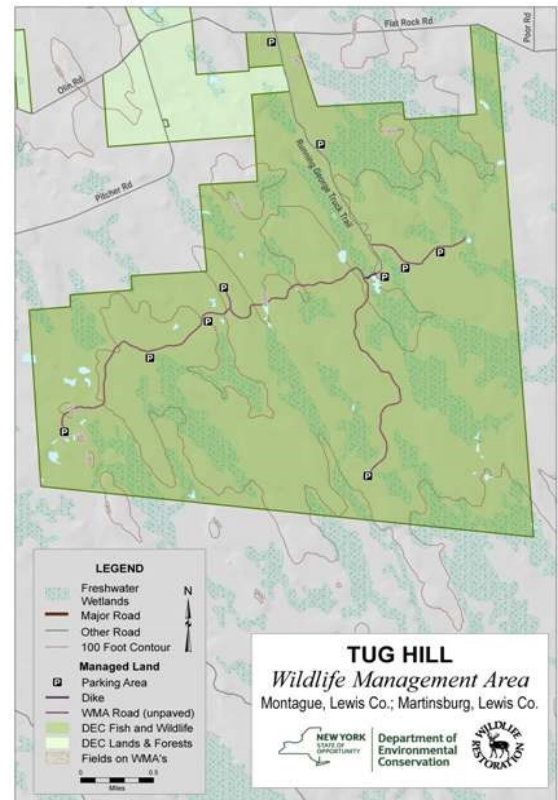 Flat Rock Rd
Poor Rd
Olin Rd
Running George Truck Trail
Pitcher Rd
P
P
P
P
P
P
P
P
P
P
LEGEND
Freshwater
Wetlands
N
Major Road
Other Road
100 Foot Contour
Managed Land
P Parking Area
Dike
WMA Road (unpaved)
DEC Fish and Wildlife
DEC Lands & Forests
Fields on WMA's
0 0.5
Miles
TUG HILL
Wildlife Management Area
Montague, Lewis Co.; Martinsburg, Lewis Co.
NEW YORK
STATE OF
OPPORTUNITY
Department of
Environmental
Conservation
WILDLIFE
RESTORATION